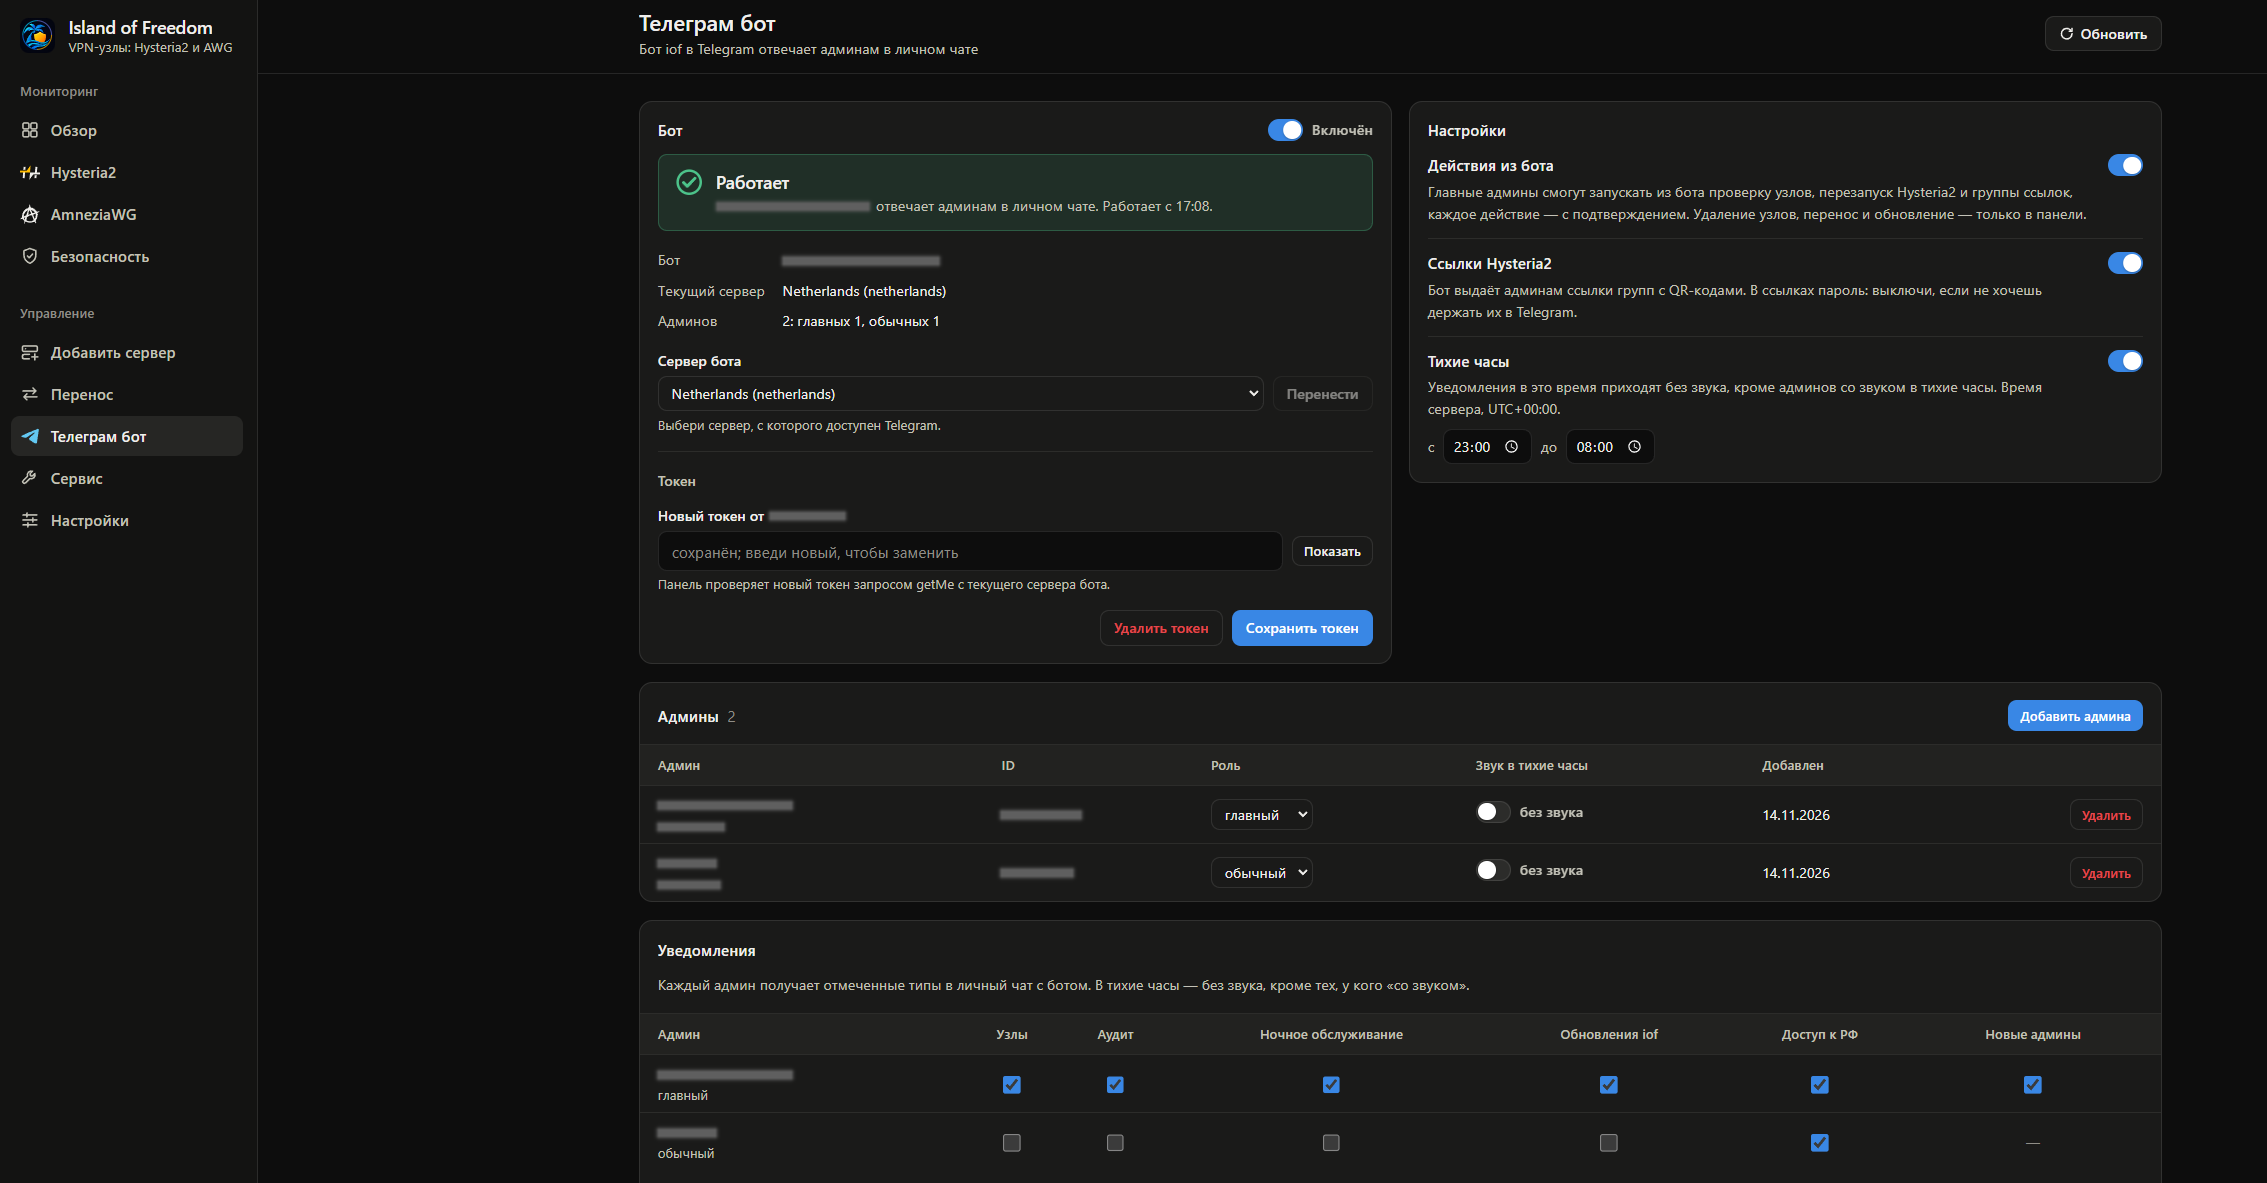 Island of Freedom
VPN-узлы: Hysteria2 и AWG
Мониторинг
Обзор
Hysteria2
AmneziaWG
Безопасность
Управление
Добавить сервер
Перенос
Телеграм бот
Сервис
Настройки
Телеграм бот
Бот iof в Telegram отвечает админам в личном чате
Обновить
Бот
Включён
Работает
отвечает админам в личном чате. Работает с 17:08.
Бот
Текущий сервер Netherlands (netherlands)
Админов 2: главных 1, обычных 1
Сервер бота
Netherlands (netherlands)
Перенести
Выбери сервер, с которого доступен Telegram.
Токен
Новый токен от
сохранён; введи новый, чтобы заменить
Показать
Панель проверяет новый токен запросом getMe с текущего сервера бота.
Удалить токен
Сохранить токен
Настройки
Действия из бота
Главные админы смогут запускать из бота проверку узлов, перезапуск Hysteria2 и группы ссылок,
каждое действие — с подтверждением. Удаление узлов, перенос и обновление — только в панели.
Ссылки Hysteria2
Бот выдаёт админам ссылки групп с QR-кодами. В ссылках пароль: выключи, если не хочешь
держать их в Telegram.
Тихие часы
Уведомления в это время приходят без звука, кроме админов со звуком в тихие часы. Время
сервера, UTC+00:00.
с 23:00 до 08:00
Админы 2
Добавить админа
Админ ID Роль Звук в тихие часы Добавлен
главный без звука 14.11.2026 Удалить
обычный без звука 14.11.2026 Удалить
Уведомления
Каждый админ получает отмеченные типы в личный чат с ботом. В тихие часы — без звука, кроме тех, у кого «со звуком».
Админ Узлы Аудит Ночное обслуживание Обновления iof Доступ к РФ Новые админы
главный
обычный —